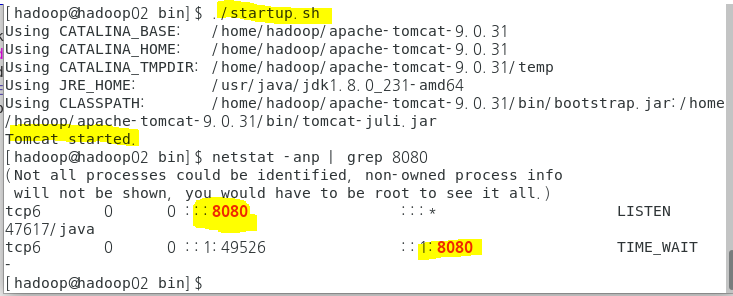 [hadoop@hadoop02 bin]$ ./startup.sh
Using CATALINA_BASE:   /home/hadoop/apache-tomcat-9.0.31
Using CATALINA_HOME:   /home/hadoop/apache-tomcat-9.0.31
Using CATALINA_TMPDIR: /home/hadoop/apache-tomcat-9.0.31/temp
Using JRE_HOME:        /usr/java/jdk1.8.0_231-amd64
Using CLASSPATH:       /home/hadoop/apache-tomcat-9.0.31/bin/bootstrap.jar:/home
/hadoop/apache-tomcat-9.0.31/bin/tomcat-juli.jar
Tomcat started.
[hadoop@hadoop02 bin]$ netstat -anp | grep 8080
(Not all processes could be identified, non-owned process info
 will not be shown, you would have to be root to see it all.)
tcp6       0      0 :::8080                 :::*                    LISTEN
47617/java
tcp6       0      0 ::1:49526               ::1:8080                TIME_WAIT
-
[hadoop@hadoop02 bin]$